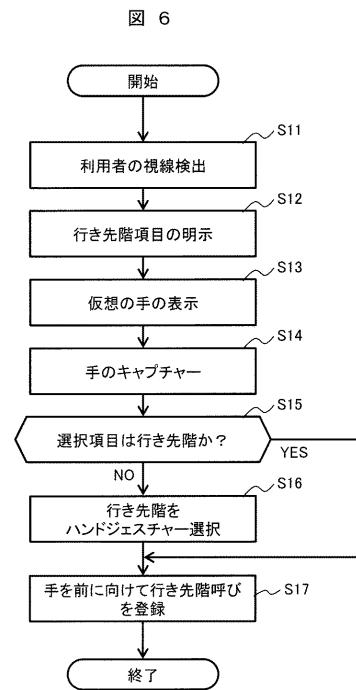 図 6
開始
S11
利用者の視線検出
S12
行き先階項目の明示
S13
仮想の手の表示
S14
手のキャプチャー
S15
選択項目は行き先階か？
YES
NO
S16
行き先階を
ハンドジェスチャー選択
手を前に向けて行き先階呼び
を登録
S17
終了